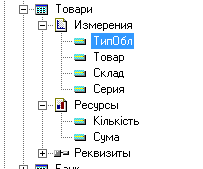 Товари
Измерения
ТипОбл
Товар
Склад
Серия
Ресурсы
Кількість
Сума
Реквизиты